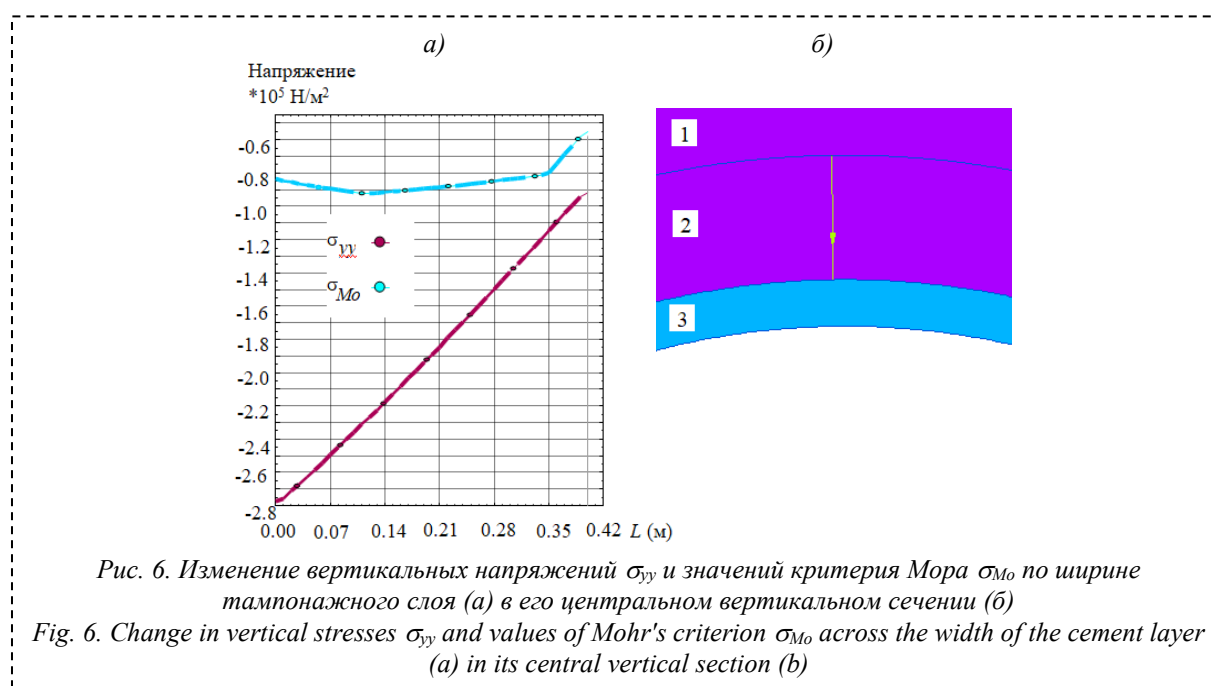 а)
б)
Напряжение
*10⁵ Н/м²
-0.6
-0.8
-1.0
-1.2
-1.4
-1.6
-1.8
-2.0
-2.2
-2.4
-2.6
-2.8
σyy
σMo
0.00 0.07 0.14 0.21 0.28 0.35 0.42 L (м)
1
2
3
Рис. 6. Изменение вертикальных напряжений σyy и значений критерия Мора σMo по ширине
тампонажного слоя (а) в его центральном вертикальном сечении (б)
Fig. 6. Change in vertical stresses σyy and values of Mohr's criterion σMo across the width of the cement layer
(a) in its central vertical section (b)